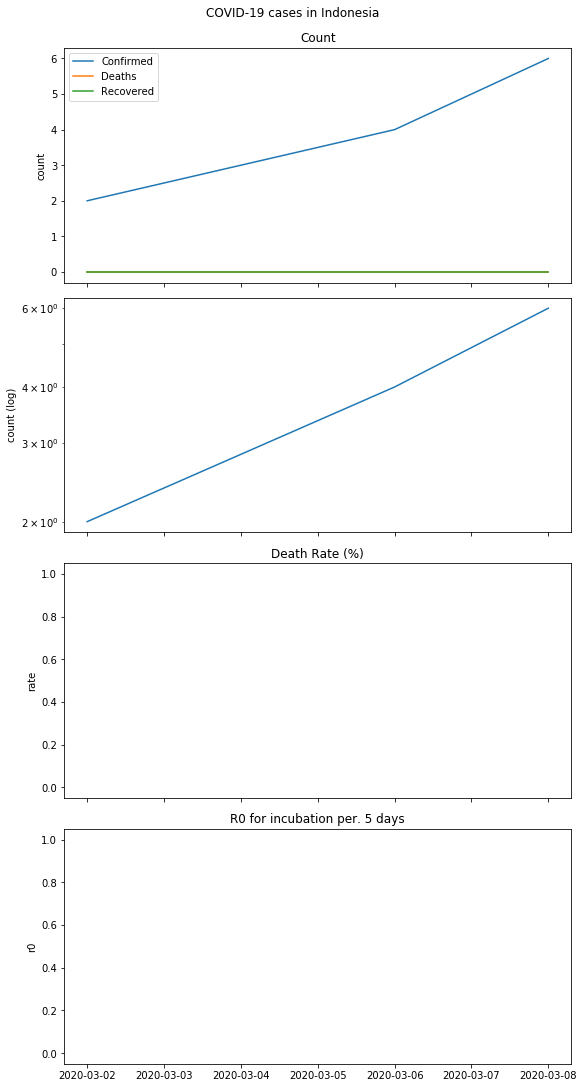 COVID-19 cases in Indonesia
Count
Confirmed
Deaths
Recovered
6
5
4
3
2
1
0
count
6 × 10⁰
4 × 10⁰
3 × 10⁰
2 × 10⁰
count (log)
Death Rate (%)
1.0
0.8
0.6
0.4
0.2
0.0
rate
R0 for incubation per. 5 days
1.0
0.8
0.6
0.4
0.2
0.0
r0
2020-03-02 2020-03-03 2020-03-04 2020-03-05 2020-03-06 2020-03-07 2020-03-08